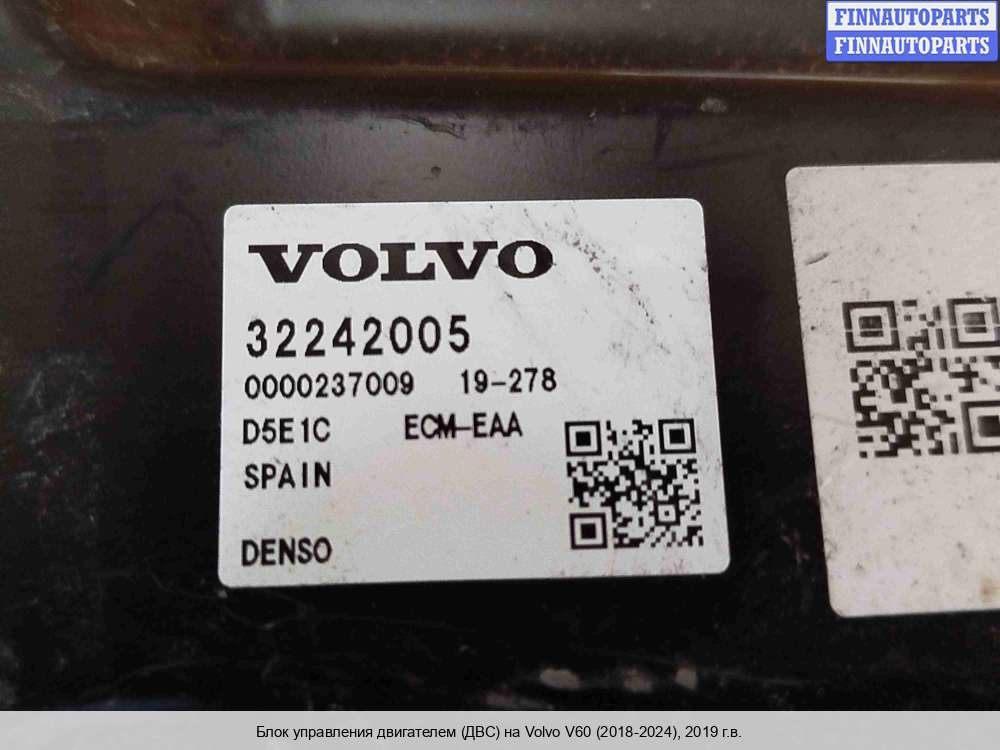 FINNAUTOPARTS
FINNAUTOPARTS
VOLVO
32242005
0000237009 19-278
D5E1C ECM-EAA
SPAIN
DENSO
Блок управления двигателем (ДВС) на Volvo V60 (2018-2024), 2019 г.в.